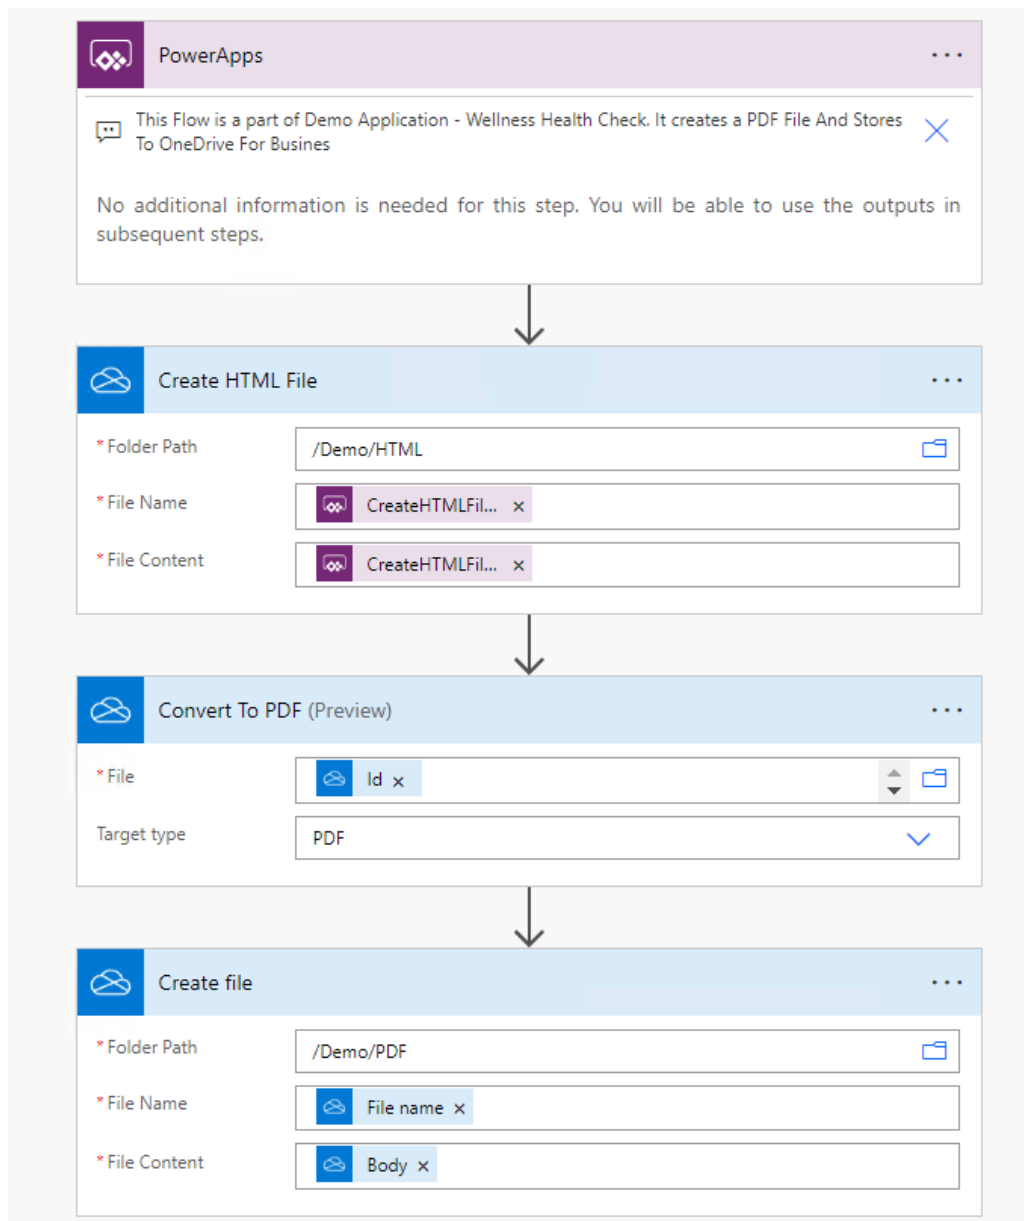 PowerApps
This Flow is a part of Demo Application - Wellness Health Check. It creates a PDF File And Stores
To OneDrive For Busines
No additional information is needed for this step. You will be able to use the outputs in
subsequent steps.
Create HTML File
* Folder Path
/Demo/HTML
* File Name
CreateHTMLFil... ×
* File Content
CreateHTMLFil... ×
Convert To PDF (Preview)
* File
Id ×
Target type
PDF
Create file
* Folder Path
/Demo/PDF
* File Name
File name ×
* File Content
Body ×